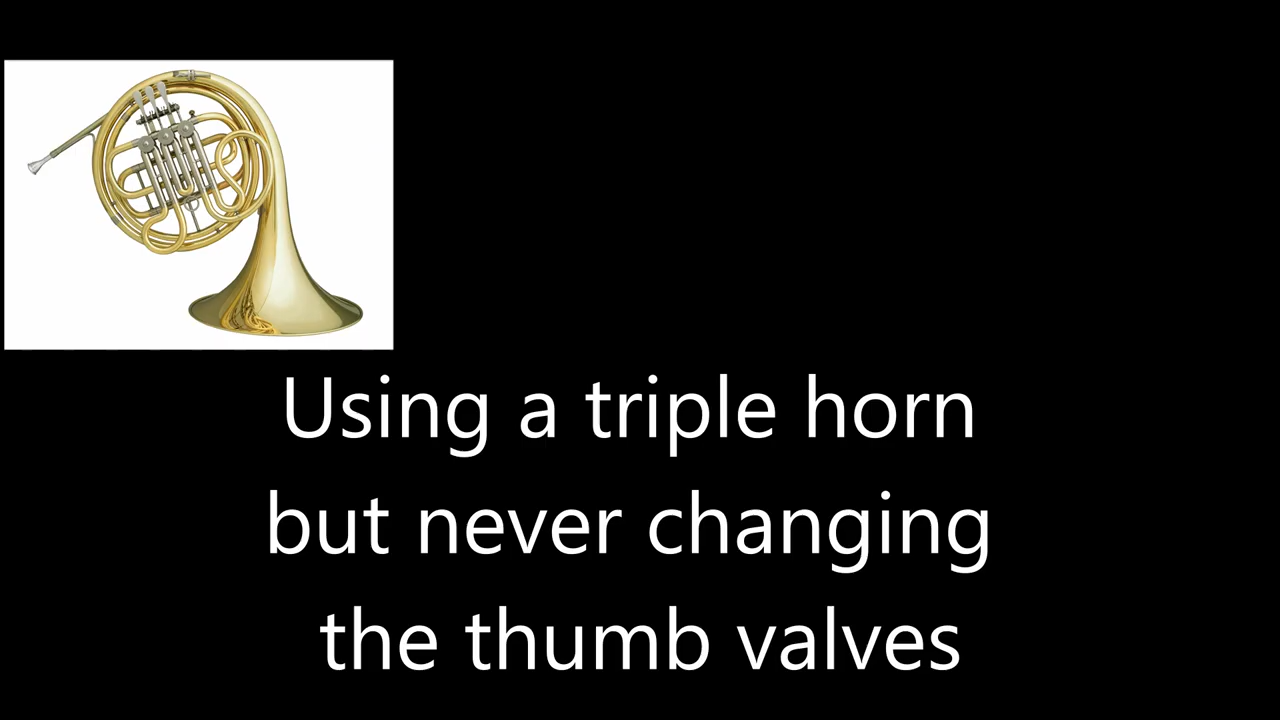 Using a triple horn
but never changing
the thumb valves